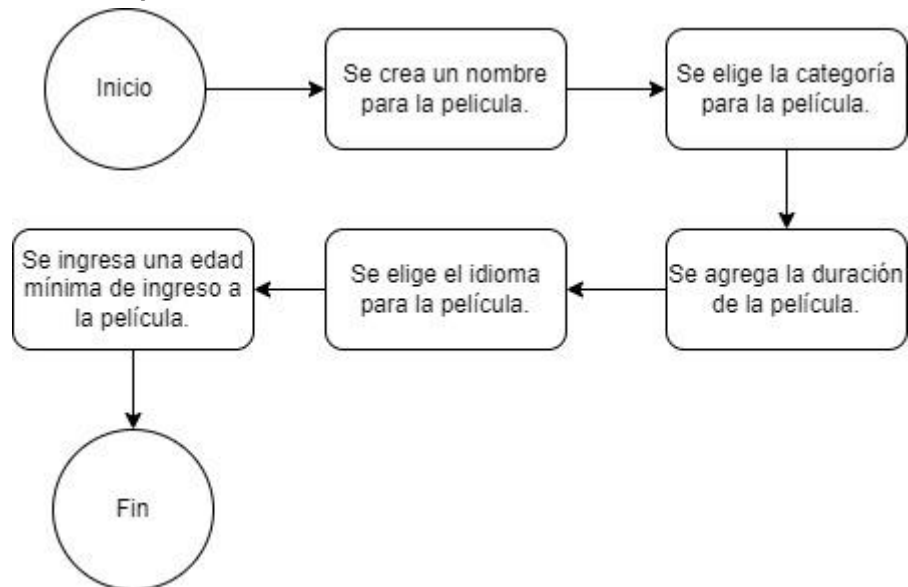 Inicio
Se crea un nombre
para la pelicula.
Se elige la categoría
para la película.
Se agrega la duración
de la película.
Se elige el idioma
para la película.
Se ingresa una edad
mínima de ingreso a
la película.
Fin